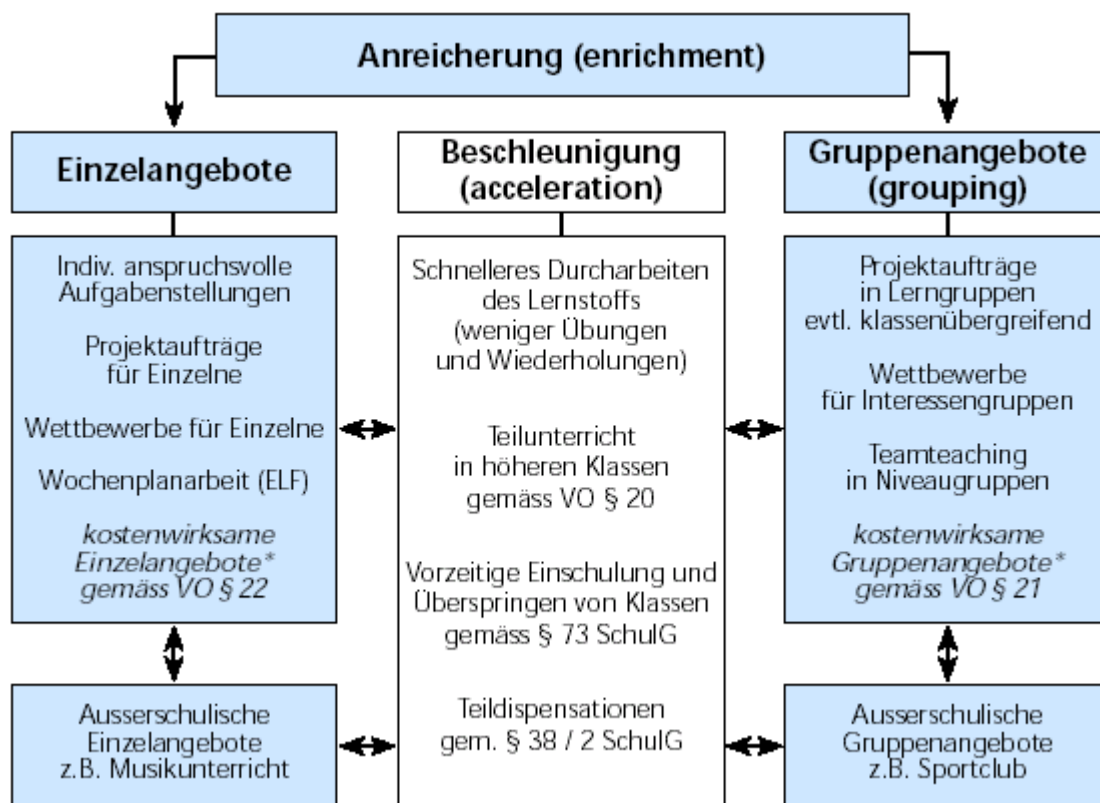 Anreicherung (enrichment)
Einzelangebote
Indiv. anspruchsvolle
Aufgabenstellungen
Projektaufträge
für Einzelne
Wettbewerbe für Einzelne
Wochenplanarbeit (ELF)
kostenwirksame
Einzelangebote*
gemäss VO § 22
Ausserschulische
Einzelangebote
z.B. Musikunterricht
Beschleunigung
(acceleration)
Schnelleres Durcharbeiten
des Lernstoffs
(weniger Übungen
und Wiederholungen)
Teilunterricht
in höheren Klassen
gemäss VO § 20
Vorzeitige Einschulung und
Überspringen von Klassen
gemäss § 73 SchulG
Teildispensationen
gem. § 38 / 2 SchulG
Gruppenangebote
(grouping)
Projektaufträge
in Lerngruppen
evtl. klassenübergreifend
Wettbewerbe
für Interessengruppen
Teamteaching
in Niveaugruppen
kostenwirksame
Gruppenangebote*
gemäss VO § 21
Ausserschulische
Gruppenangebote
z.B. Sportclub